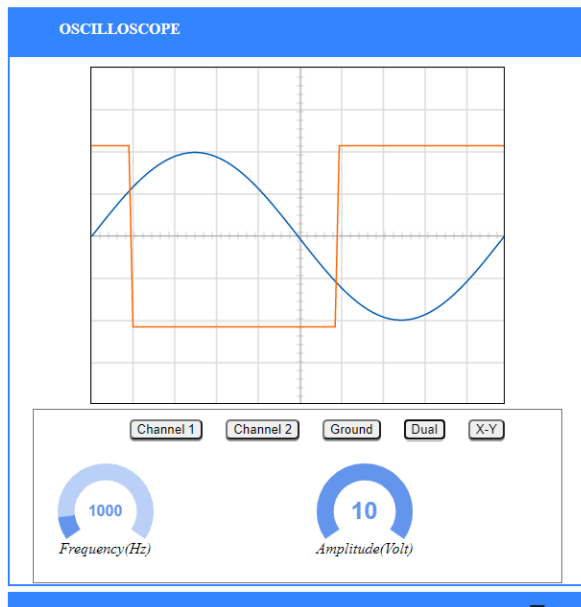 OSCILLOSCOPE
Channel 1 Channel 2 Ground Dual X-Y
1000 10
Frequency(Hz) Amplitude(Volt)